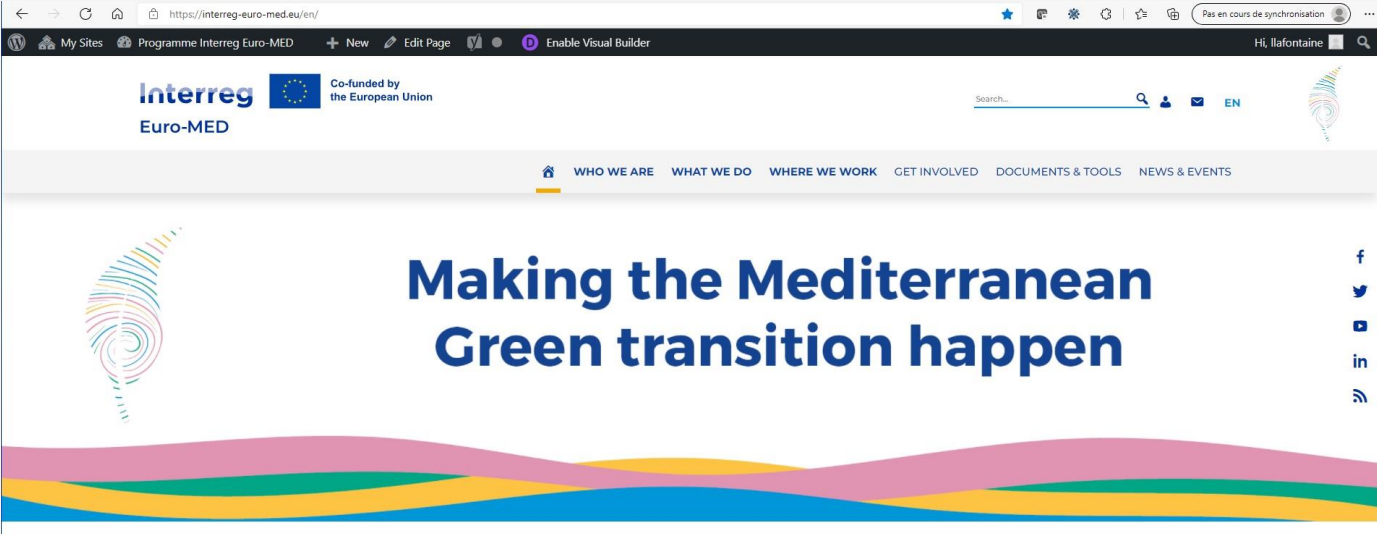 https://interreg-euro-med.eu/en/
Pas en cours de synchronisation
My Sites Programme Interreg Euro-MED New Edit Page Enable Visual Builder Hi, llafontaine
Interreg
Co-funded by
the European Union
Euro-MED
Search...
EN
WHO WE ARE WHAT WE DO WHERE WE WORK GET INVOLVED DOCUMENTS & TOOLS NEWS & EVENTS
Making the Mediterranean
Green transition happen